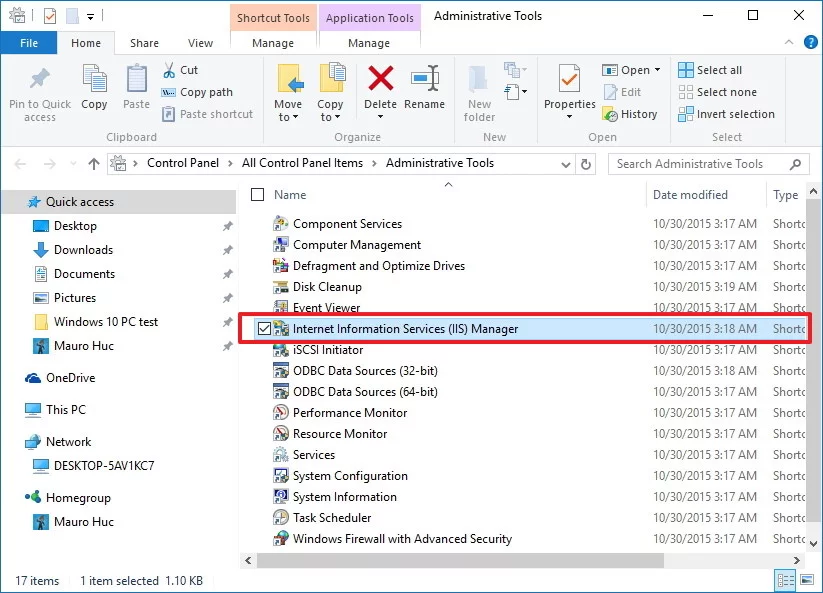 Shortcut Tools Application Tools Administrative Tools
File Home Share View Manage Manage
Pin to Quick access
Copy
Paste
Cut
Copy path
Paste shortcut
Clipboard
Move to
Copy to
Delete
Rename
Organize
New folder
New
Properties
Open
Edit
History
Open
Select all
Select none
Invert selection
Select
Control Panel All Control Panel Items Administrative Tools Search Administrative Tools
Quick access
Desktop
Downloads
Documents
Pictures
Windows 10 PC test
Mauro Huc
OneDrive
This PC
Network
DESKTOP-5AV1KC7
Homegroup
Mauro Huc
Name Date modified Type
Component Services 10/30/2015 3:17 AM Shortc
Computer Management 10/30/2015 3:17 AM Shortc
Defragment and Optimize Drives 10/30/2015 3:17 AM Shortc
Disk Cleanup 10/30/2015 3:19 AM Shortc
Event Viewer 10/30/2015 3:17 AM Shortc
Internet Information Services (IIS) Manager 10/30/2015 3:18 AM Shortc
iSCSI Initiator 10/30/2015 3:17 AM Shortc
ODBC Data Sources (32-bit) 10/30/2015 3:18 AM Shortc
ODBC Data Sources (64-bit) 10/30/2015 3:17 AM Shortc
Performance Monitor 10/30/2015 3:17 AM Shortc
Resource Monitor 10/30/2015 3:17 AM Shortc
Services 10/30/2015 3:17 AM Shortc
System Configuration 10/30/2015 3:17 AM Shortc
System Information 10/30/2015 3:17 AM Shortc
Task Scheduler 10/30/2015 3:17 AM Shortc
Windows Firewall with Advanced Security 10/30/2015 3:17 AM Shortc
17 items 1 item selected 1.10 KB